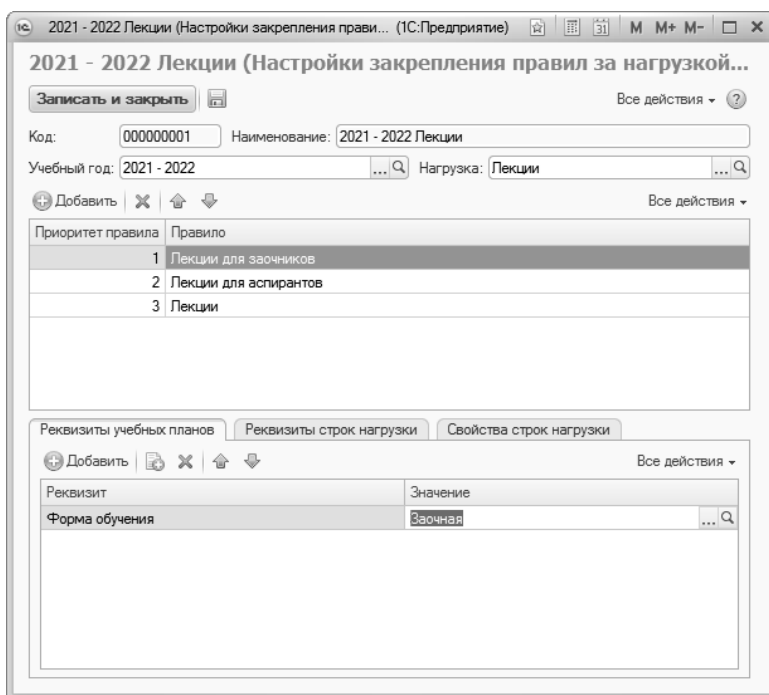 2021 - 2022 Лекции (Настройки закрепления прави... (1С:Предприятие) 31 M M+ M-
2021 - 2022 Лекции (Настройки закрепления правил за нагрузкой...
Записать и закрыть Все действия ?
Код: 000000001 Наименование: 2021 - 2022 Лекции
Учебный год: 2021 - 2022 ... Нагрузка: Лекции ...
Добавить Все действия
Приоритет правила Правило
1 Лекции для заочников
2 Лекции для аспирантов
3 Лекции
Реквизиты учебных планов Реквизиты строк нагрузки Свойства строк нагрузки
Добавить Все действия
Реквизит Значение
Форма обучения Заочная ...